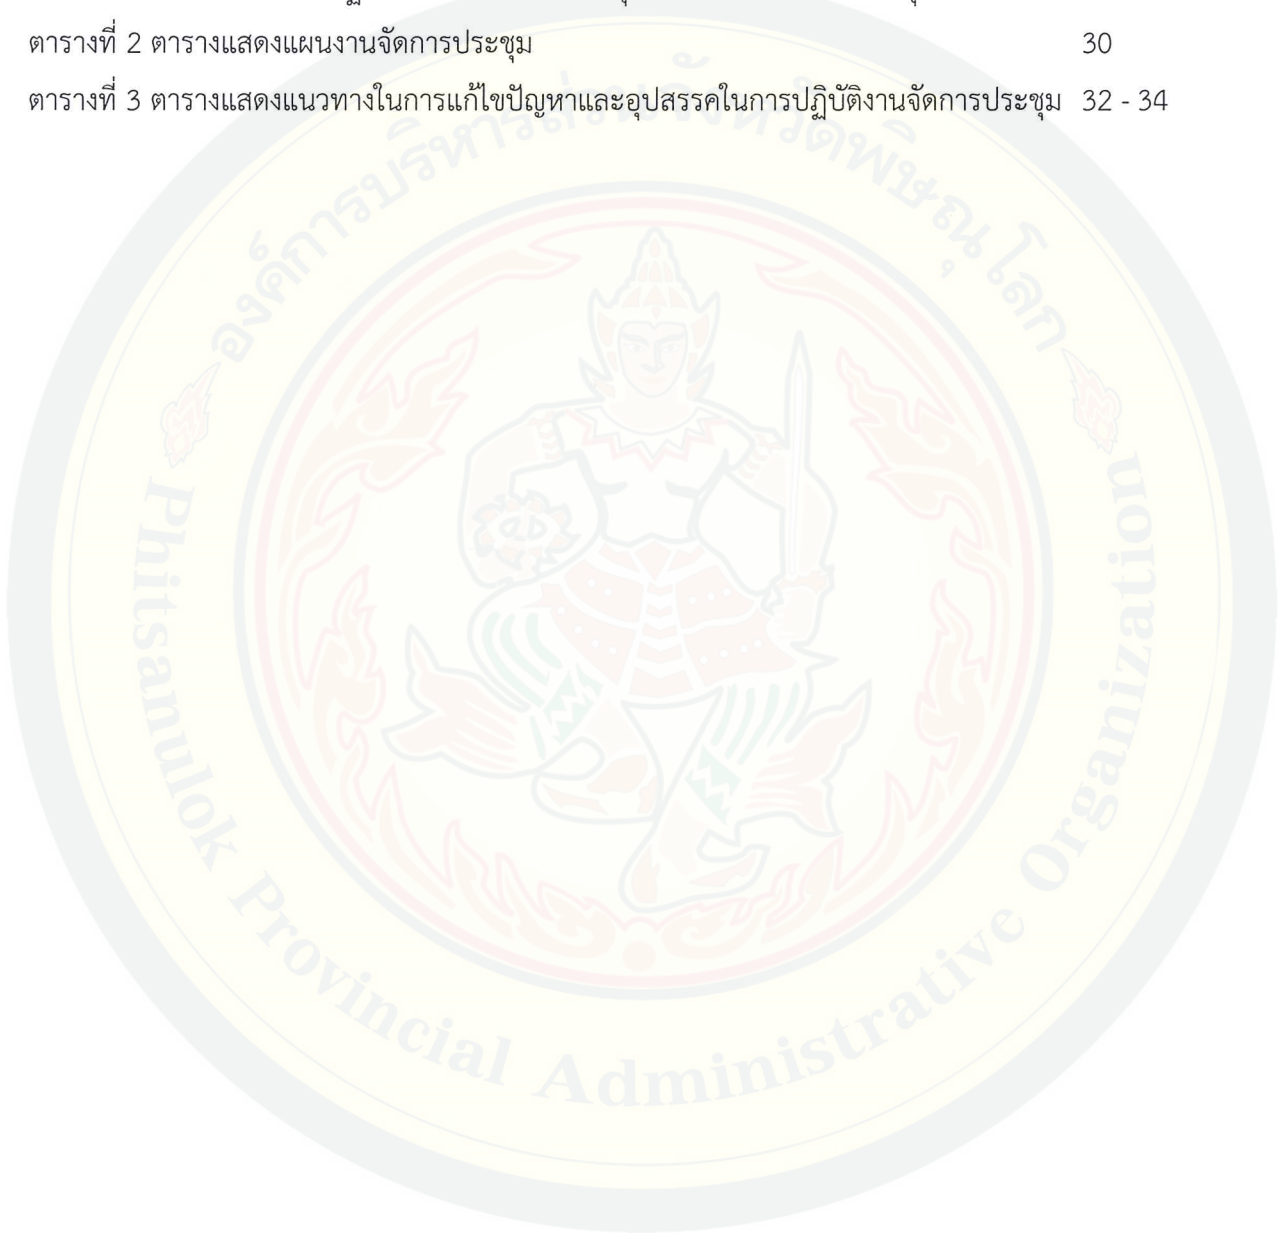 ตารางที่ 2 ตารางแสดงแผนงานจัดการประชุม 30
ตารางที่ 3 ตารางแสดงแนวทางในการแก้ไขปัญหาและอุปสรรคในการปฏิบัติงานจัดการประชุม 32 - 34
องค์การบริหารส่วนจังหวัดพิษณุโลก
Phitsanulok Provincial Administrative Organization